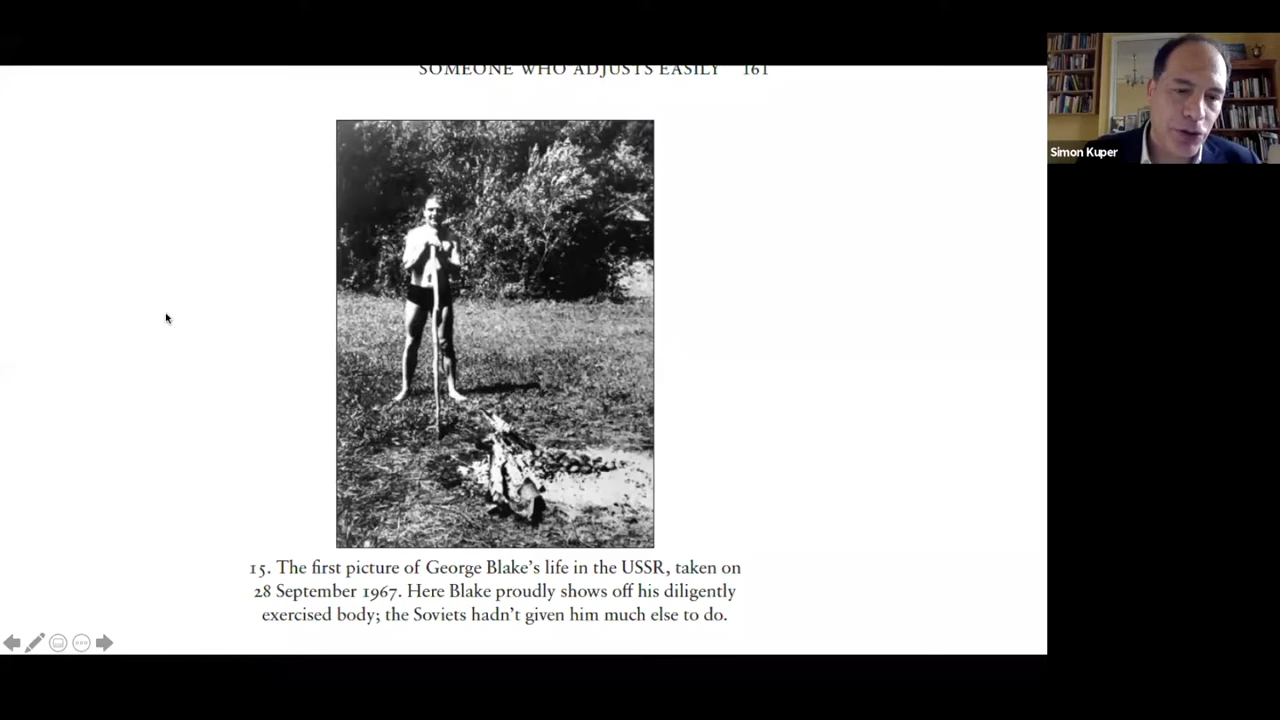 SOMEONE WHO ADJUSTS EASILY 161
Simon Kuper
15. The first picture of George Blake's life in the USSR, taken on
28 September 1967. Here Blake proudly shows off his diligently
exercised body; the Soviets hadn't given him much else to do.